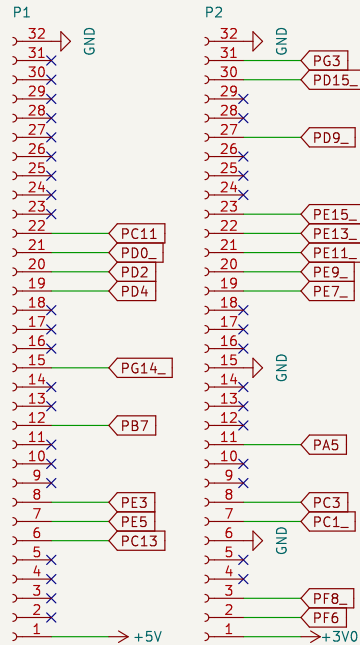 P1
32 GND
31
30
29
28
27
26
25
24
23
22 PC11
21 PD0_
20 PD2
19 PD4
18
17
16
15 PG14_
14
13
12 PB7
11
10
9
8 PE3
7 PE5
6 PC13
5
4
3
2
1 +5V
P2
32 GND
31 PG3
30 PD15_
29
28
27 PD9_
26
25
24
23 PE15_
22 PE13_
21 PE11_
20 PE9_
19 PE7_
18
17
16
15 GND
14
13
12
11 PA5
10
9
8 PC3
7 PC1_
6 GND
5
4
3 PF8_
2 PF6
1 +3V0